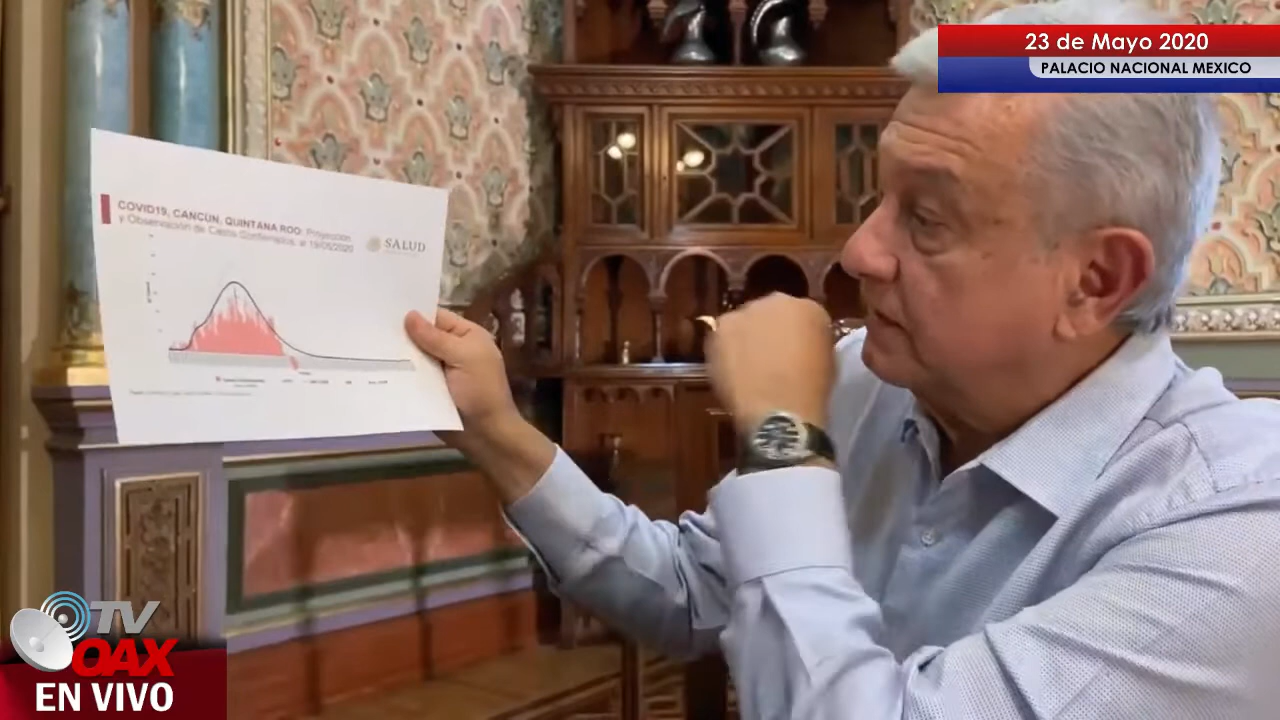 23 de Mayo 2020
PALACIO NACIONAL MEXICO
COVID19, CANCÚN, QUINTANA ROO: Proyección
y Observación de Casos Confirmados, al 19/05/2020
SALUD
TV
OAX
EN VIVO